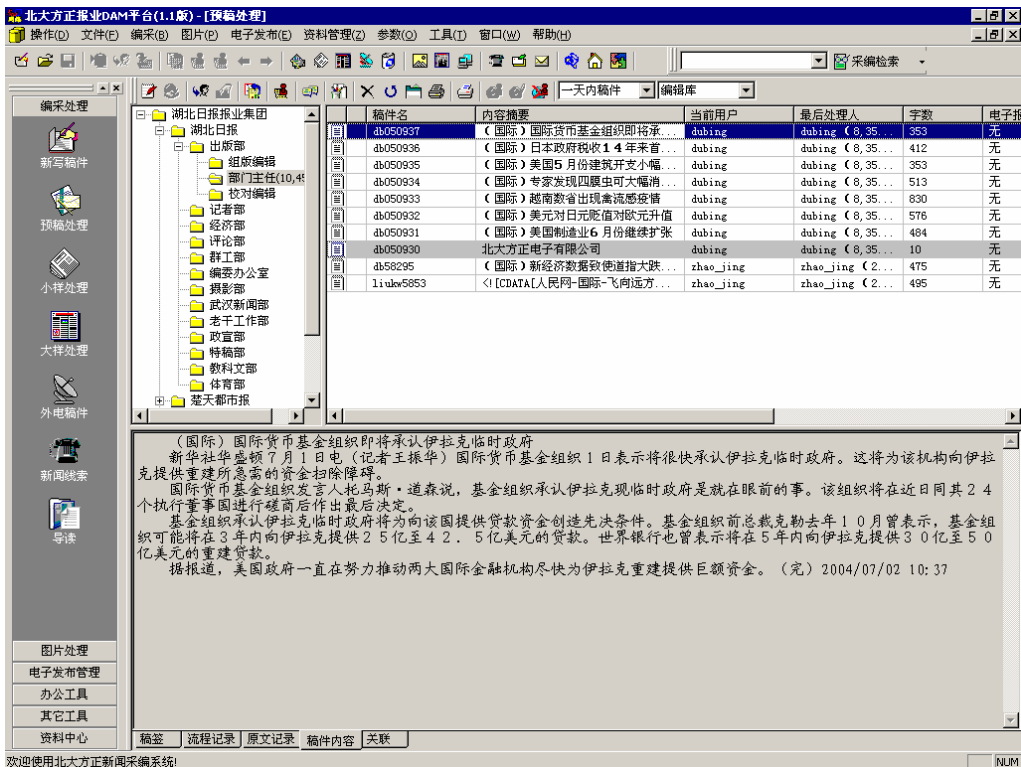 北大方正报业DAM平台(1.1版) - [预稿处理]
操作(D) 文件(F) 编采(B) 图片(P) 电子发布(E) 资料管理(Z) 参数(O) 工具(T) 窗口(W) 帮助(H)
采编检索
一天内稿件 编辑库
编采处理
新写稿件
预稿处理
小样处理
大样处理
外电稿件
新闻线索
导读
图片处理
电子发布管理
办公工具
其它工具
资料中心
湖北日报报业集团
湖北日报
出版部
组版编辑
部门主任(10,45
校对编辑
记者部
经济部
评论部
群工部
编委办公室
摄影部
武汉新闻部
老干工作部
政宣部
特稿部
教科文部
体育部
楚天都市报
稿件名 内容摘要 当前用户 最后处理人 字数 电子报
db050937 (国际)国际货币基金组织即将承... dubing dubing (8,35... 353 无
db050936 (国际)日本政府税收14年来首... dubing dubing (8,35... 412 无
db050935 (国际)美国5月份建筑开支小幅... dubing dubing (8,35... 353 无
db050934 (国际)专家发现四膜虫可大幅消... dubing dubing (8,35... 513 无
db050933 (国际)越南数省出现禽流感疫情 dubing dubing (8,35... 830 无
db050932 (国际)美元对日元贬值对欧元升值 dubing dubing (8,35... 576 无
db050931 (国际)美国制造业6月份继续扩张 dubing dubing (8,35... 484 无
db050930 北大方正电子有限公司 dubing dubing (8,35... 10 无
db58295 (国际)新经济数据致使道指大跌... zhao_jing zhao_jing (2... 475 无
liukw5853 <![CDATA[人民网-国际-飞向远方... zhao_jing zhao_jing (2... 495 无
(国际)国际货币基金组织即将承认伊拉克临时政府
新华社华盛顿7月1日电(记者王振华)国际货币基金组织1日表示将很快承认伊拉克临时政府。这将为该机构向伊拉
克提供重建所急需的资金扫除障碍。
国际货币基金组织发言人托马斯·道森说，基金组织承认伊拉克现临时政府是就在眼前的事。该组织将在近日同其24
个执行董事国进行磋商后作出最后决定。
基金组织承认伊拉克临时政府将为向该国提供贷款资金创造先决条件。基金组织前总裁克勒去年10月曾表示，基金组
织可能将在3年内向伊拉克提供25亿至42．5亿美元的贷款。世界银行也曾表示将在5年内向伊拉克提供30亿至50
亿美元的重建贷款。
据报道，美国政府一直在努力推动两大国际金融机构尽快为伊拉克重建提供巨额资金。(完)2004/07/02 10:37
稿签 流程记录 原文记录 稿件内容 关联
欢迎使用北大方正新闻采编系统! NUM